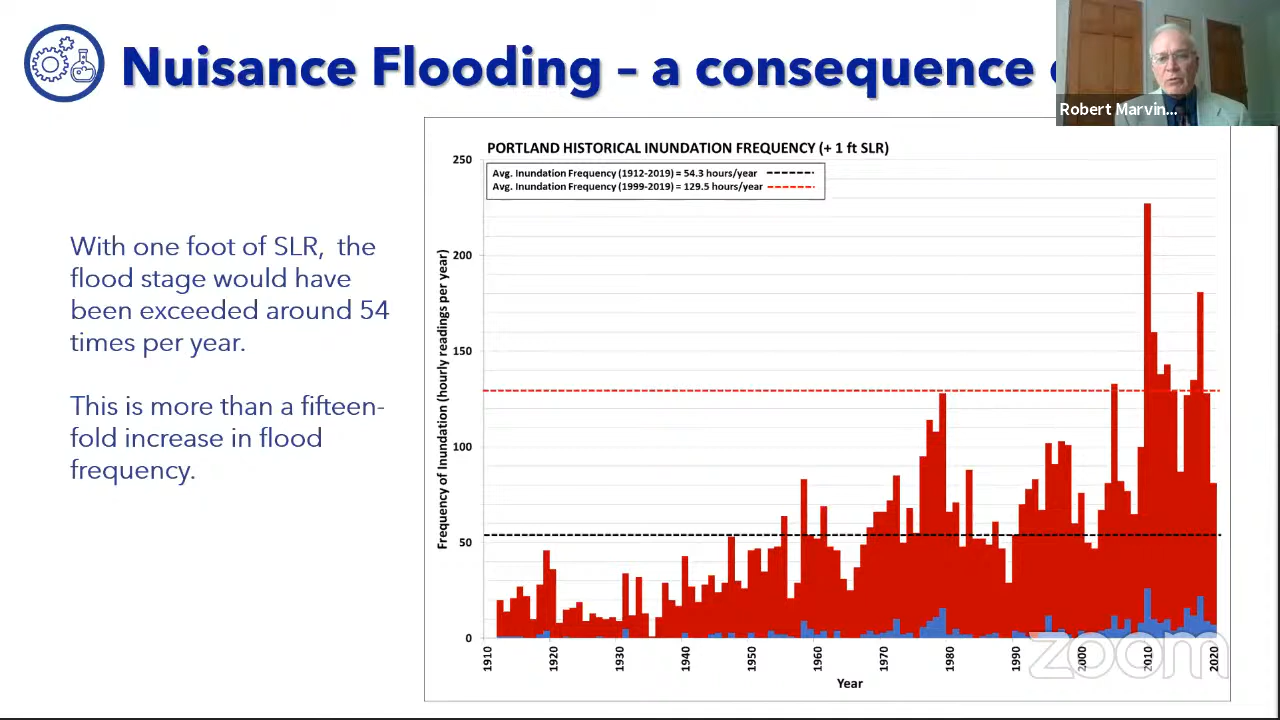 Nuisance Flooding – a consequence
Robert Marvin...
With one foot of SLR, the
flood stage would have
been exceeded around 54
times per year.
This is more than a fifteen-
fold increase in flood
frequency.
PORTLAND HISTORICAL INUNDATION FREQUENCY (+ 1 ft SLR)
Avg. Inundation Frequency (1912-2019) = 54.3 hours/year
Avg. Inundation Frequency (1999-2019) = 129.5 hours/year
Frequency of Inundation (hourly readings per year)
250
200
150
100
50
0
1910
1920
1930
1940
1950
1960
1970
1980
1990
2000
2010
2020
Year
zoom